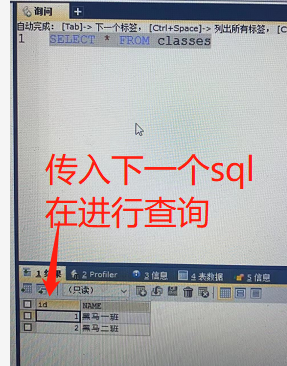 询问
自动完成: [Tab]-> 下一个标签, [Ctrl+Space]-> 列出所有标签, [C
1 SELECT * FROM classes
传入下一个sql
在进行查询
1 结果 2 Profiler 3 信息 4 表数据 5 信息
(只读)
id NAME
1 黑马一班
2 黑马二班